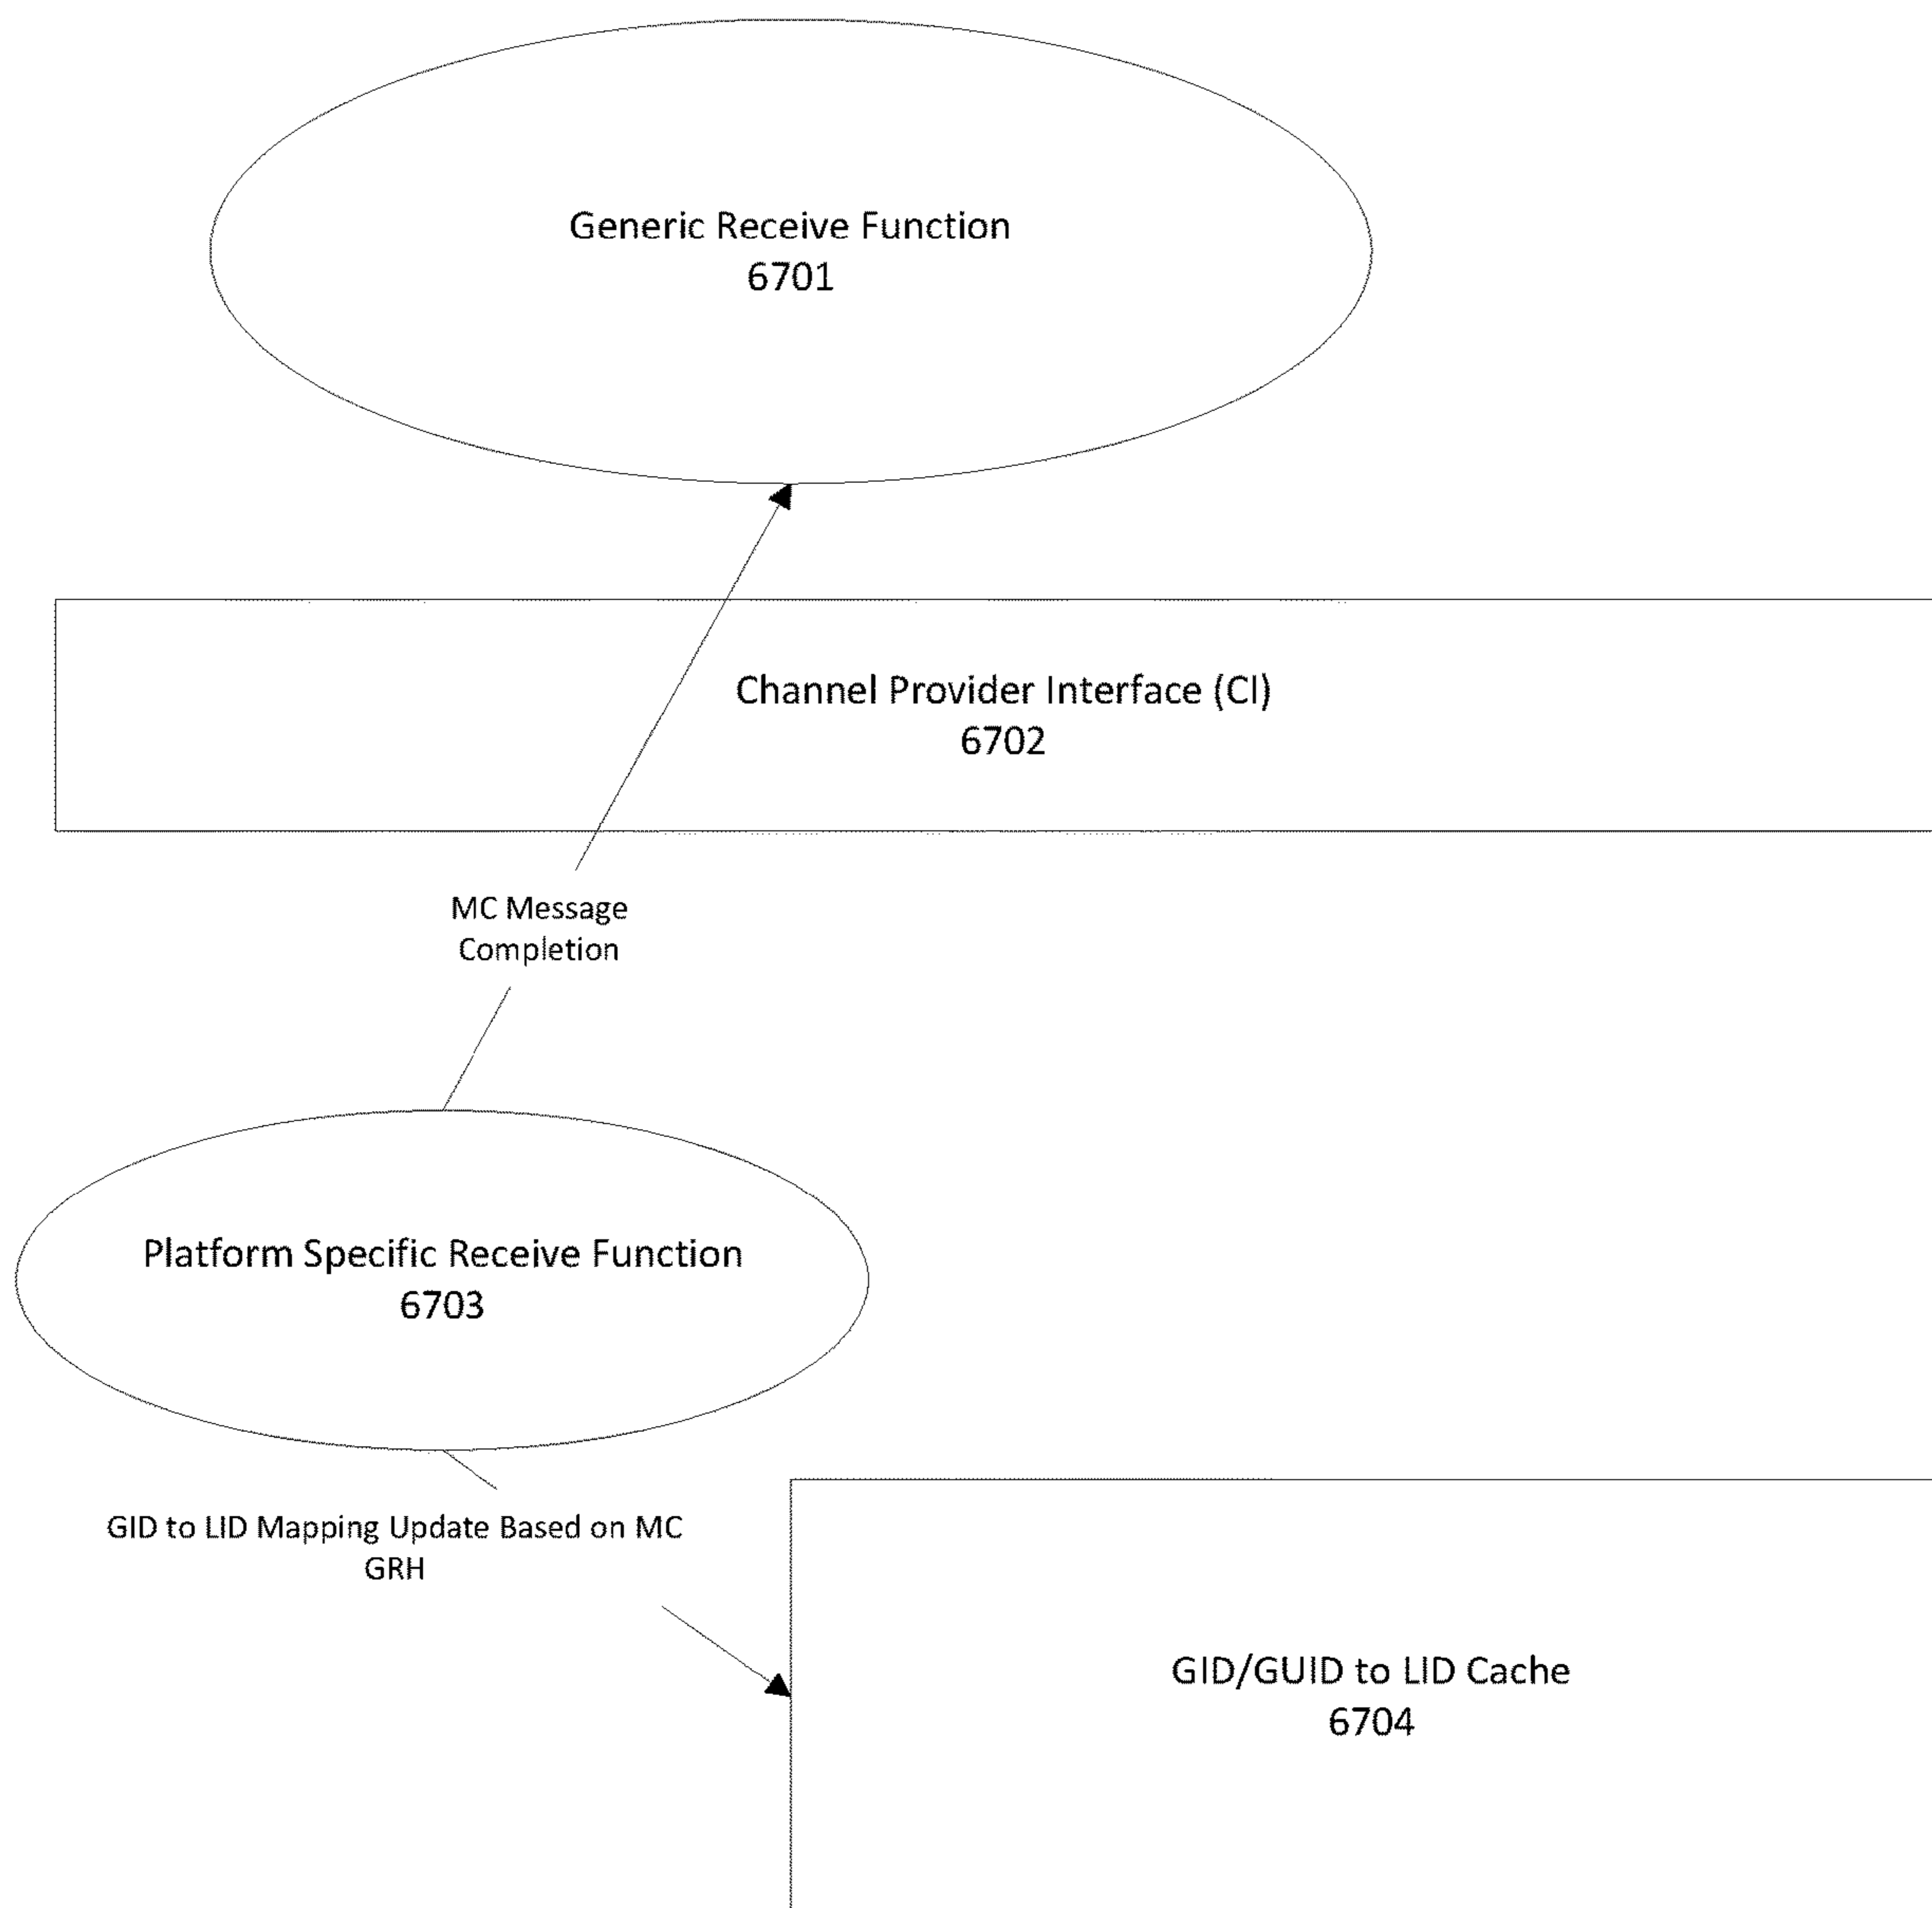 Generic Receive Function
6701
Channel Provider Interface (CI)
6702
MC Message
Completion
Platform Specific Receive Function
6703
GID to LID Mapping Update Based on MC
GRH
GID/GUID to LID Cache
6704